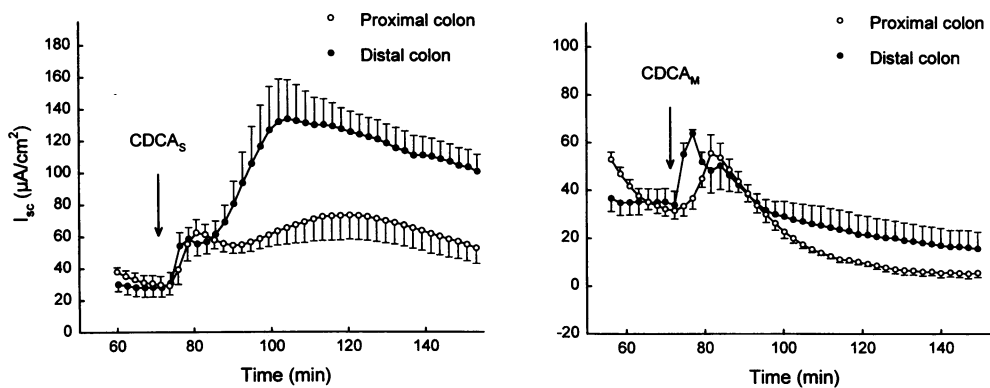 Proximal colon
Distal colon
CDCAS
Isc (µA/cm²)
180
160
140
120
100
80
60
40
20
0
60 80 100 120 140
Time (min)
Proximal colon
Distal colon
CDCAM
100
80
60
40
20
0
-20
60 80 100 120 140
Time (min)